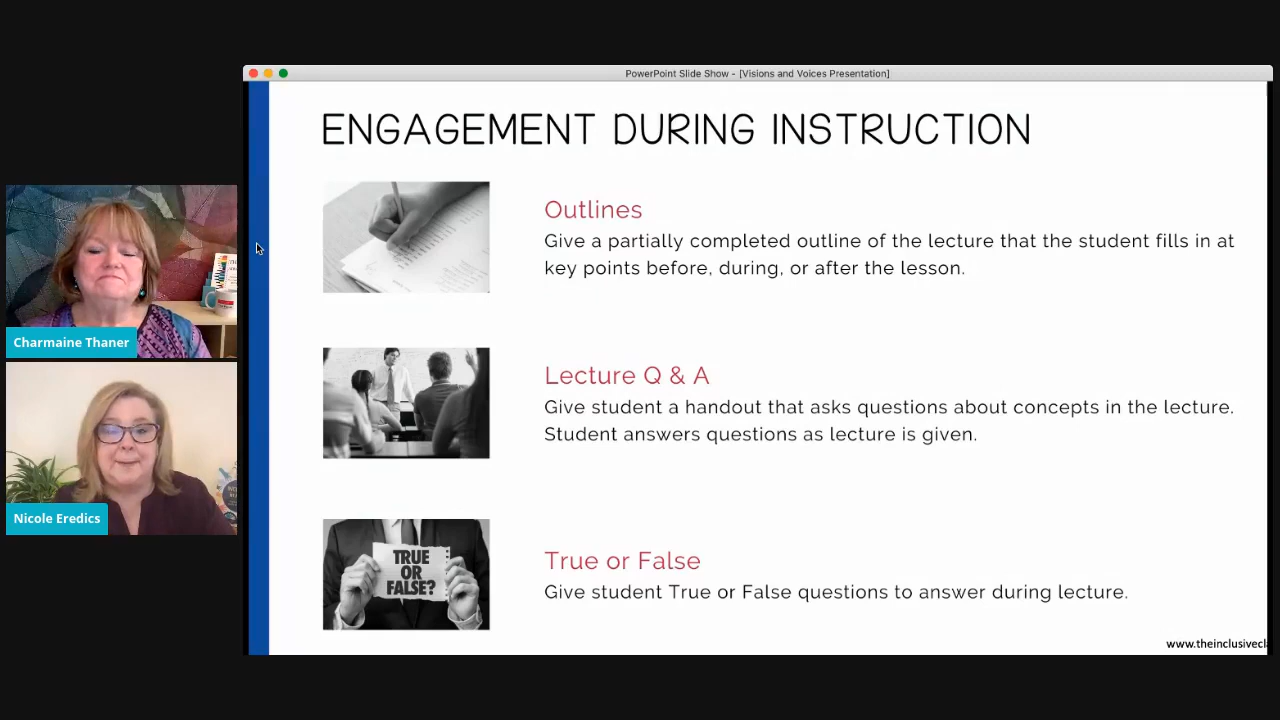 PowerPoint Slide Show - [Visions and Voices Presentation]
ENGAGEMENT DURING INSTRUCTION
Outlines
Give a partially completed outline of the lecture that the student fills in at
key points before, during, or after the lesson.
Lecture Q & A
Give student a handout that asks questions about concepts in the lecture.
Student answers questions as lecture is given.
TRUE
OR
FALSE?
True or False
Give student True or False questions to answer during lecture.
www.theinclusivecl
Charmaine Thaner
Nicole Eredics